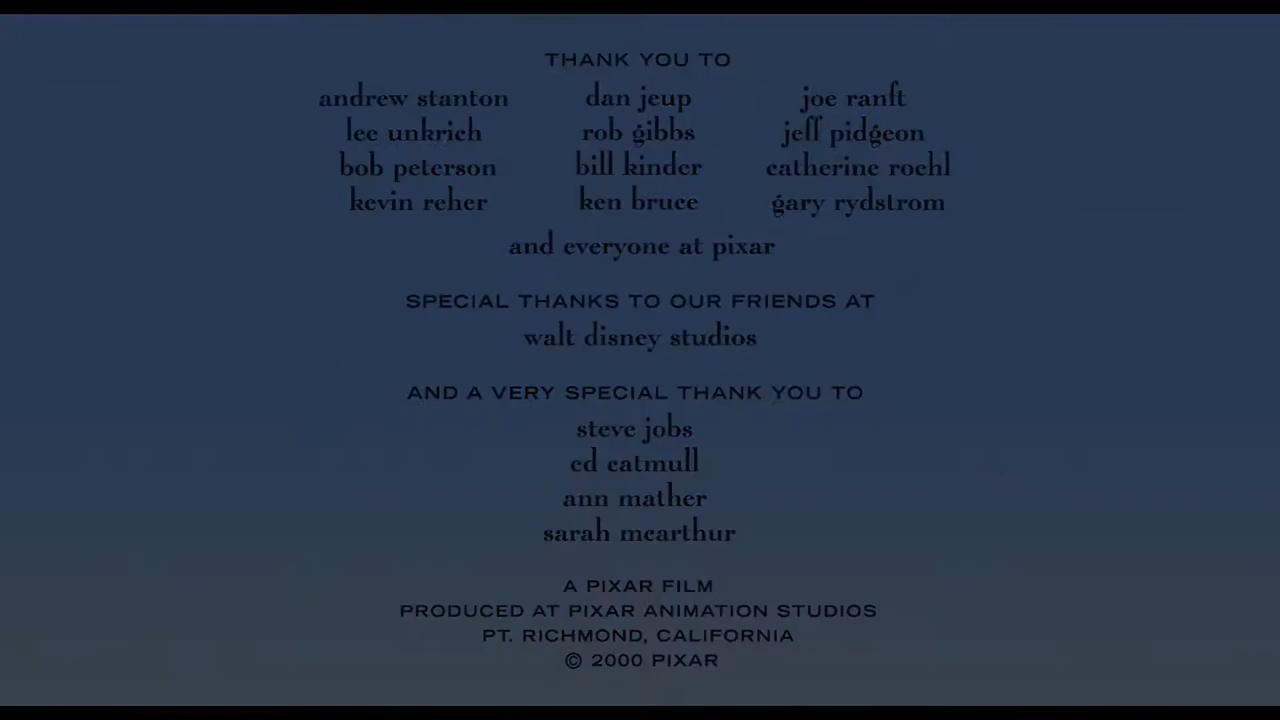 THANK YOU TO
andrew stanton dan jeup joe ranft
lee unkrich rob gibbs jeff pidgeon
bob peterson bill kinder catherine roehl
kevin reher ken bruce gary rydstrom
and everyone at pixar
SPECIAL THANKS TO OUR FRIENDS AT
walt disney studios
AND A VERY SPECIAL THANK YOU TO
steve jobs
ed catmull
ann mather
sarah mcarthur
A PIXAR FILM
PRODUCED AT PIXAR ANIMATION STUDIOS
PT. RICHMOND, CALIFORNIA
© 2000 PIXAR